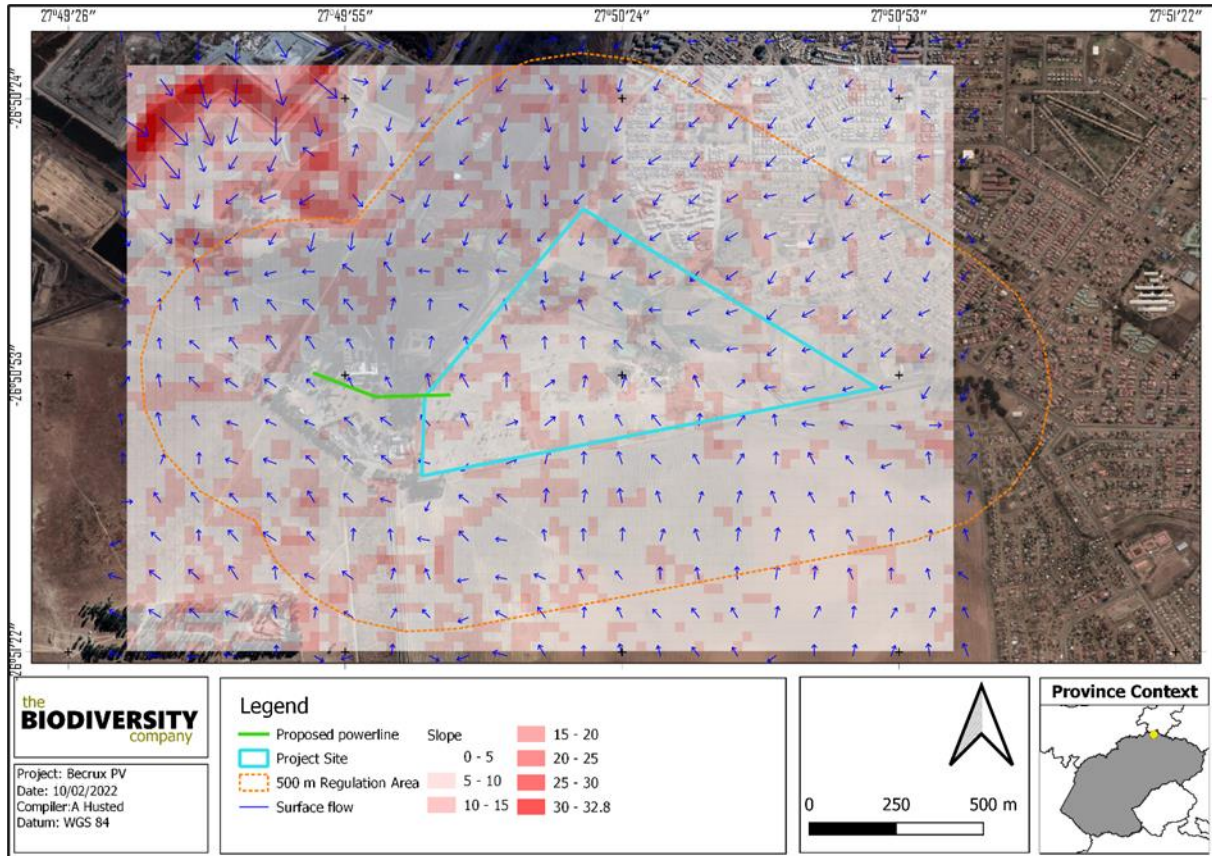 27°49′26″ 27°49′55″ 27°50′24″ 27°50′53″ 27°51′22″
-26°50′24″
-26°50′53″
-26°51′22″
the
BIODIVERSITY
company
Project: Becrux PV
Date: 10/02/2022
Compiler:A Husted
Datum: WGS 84
Legend
Proposed powerline
Project Site
500 m Regulation Area
Surface flow
Slope
0 - 5
5 - 10
10 - 15
15 - 20
20 - 25
25 - 30
30 - 32.8
0 250 500 m
Province Context